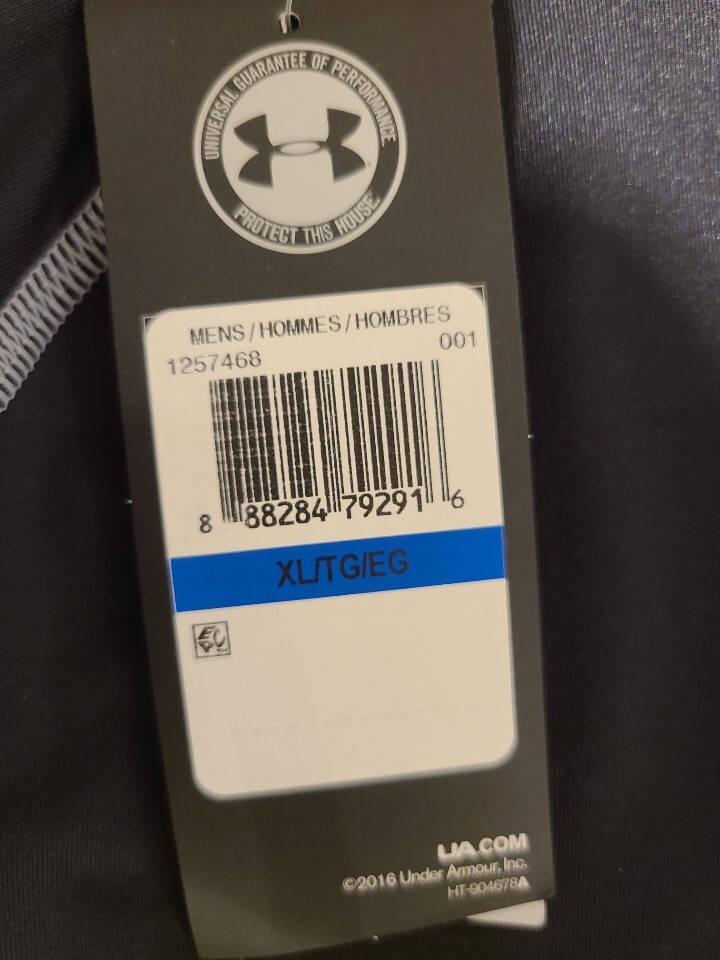 UNIVERSAL GUARANTEE OF PERFORMANCE
PROTECT THIS HOUSE
MENS / HOMMES / HOMBRES
1257468 001
8 88284 79291 6
XL/TG/EG
UA.COM
©2016 Under Armour, Inc.
HT-904678A